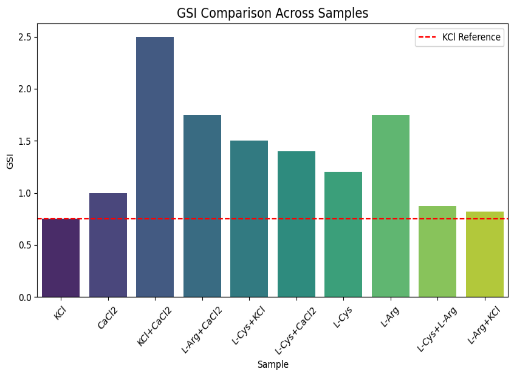 GSI Comparison Across Samples
KCl Reference
2.5
2.0
1.5
1.0
0.5
0.0
GSI
KCl
CaCl2
KCl+CaCl2
L-Arg+CaCl2
L-Cys+KCl
L-Cys+CaCl2
L-Cys
L-Arg
L-Cys+L-Arg
L-Arg+KCl
Sample